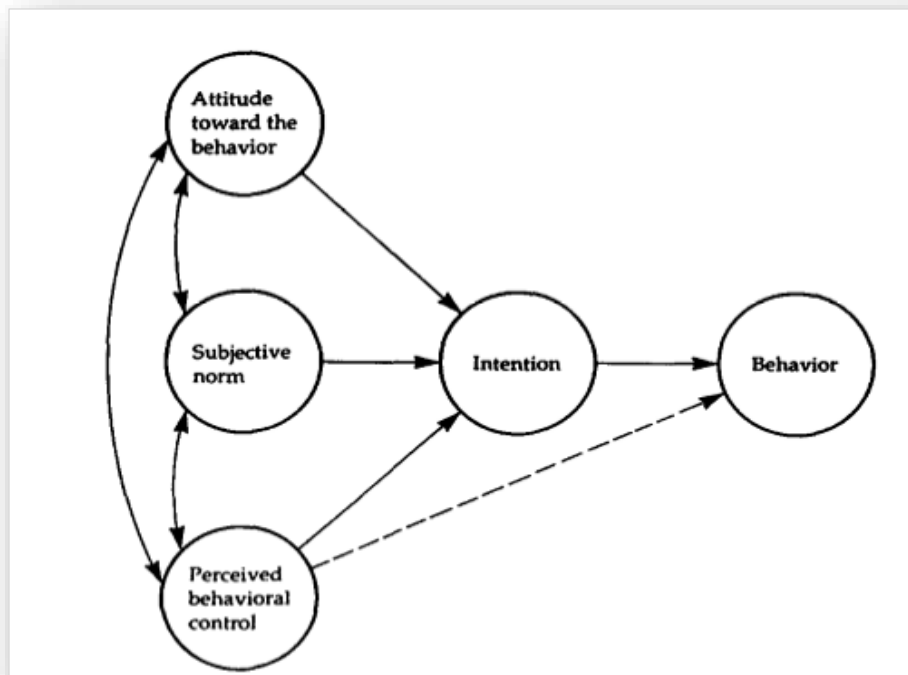 Attitude
toward the
behavior
Subjective
norm
Intention
Behavior
Perceived
behavioral
control